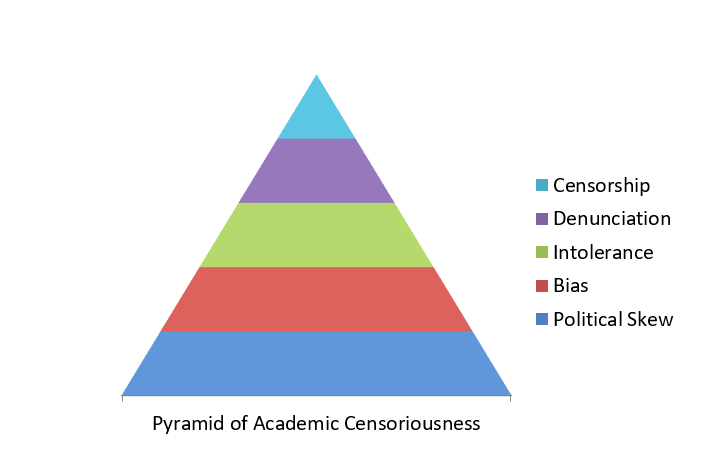 Censorship
Denunciation
Intolerance
Bias
Political Skew
Pyramid of Academic Censoriousness